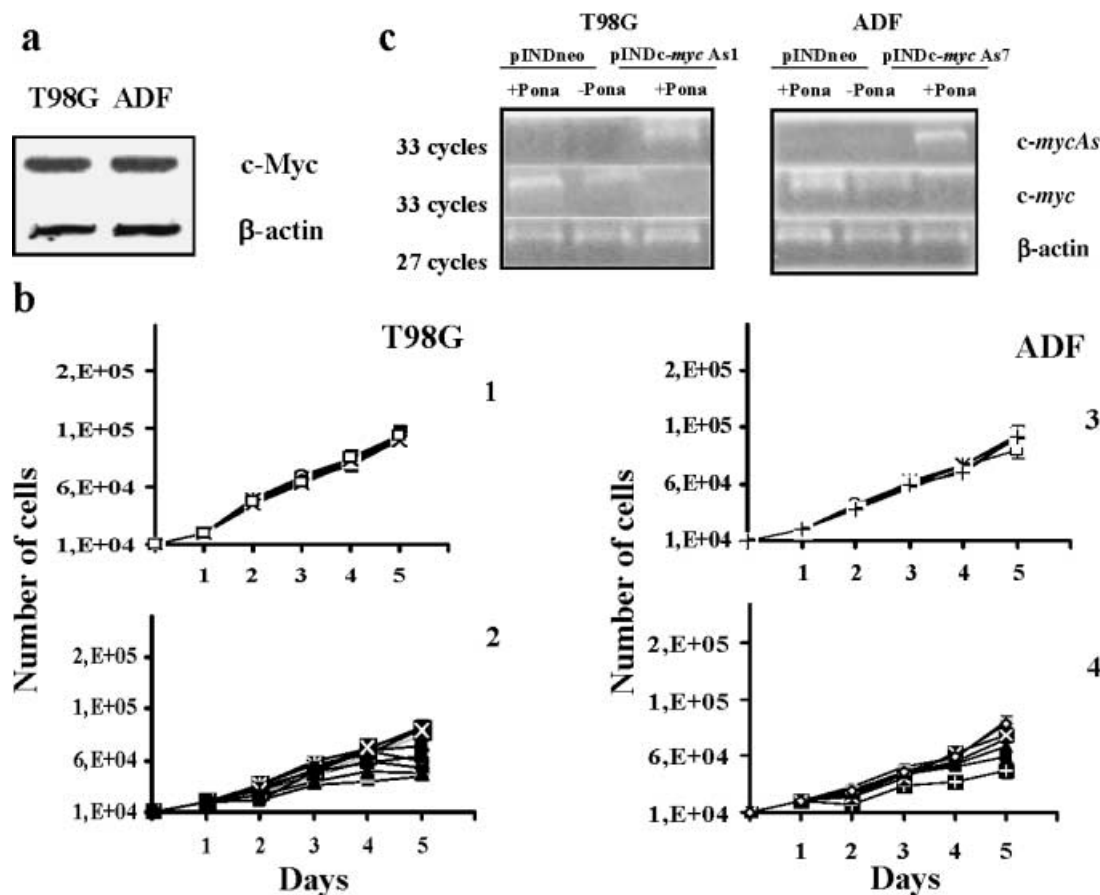 a
T98G ADF
c-Myc
β-actin
c
T98G
pINDneo pINDc-myc As1
+Pona -Pona +Pona
33 cycles
33 cycles
27 cycles
ADF
pINDneo pINDc-myc As7
+Pona -Pona +Pona
c-mycAs
c-myc
β-actin
b
T98G
1
2,E+05
1,E+05
6,E+04
1,E+04
1 2 3 4 5
Number of cells
2
2,E+05
1,E+05
6,E+04
1,E+04
1 2 3 4 5
Days
ADF
3
2,E+05
1,E+05
6,E+04
1,E+04
1 2 3 4 5
Number of cells
4
2,E+05
1,E+05
6,E+04
1,E+04
1 2 3 4 5
Days